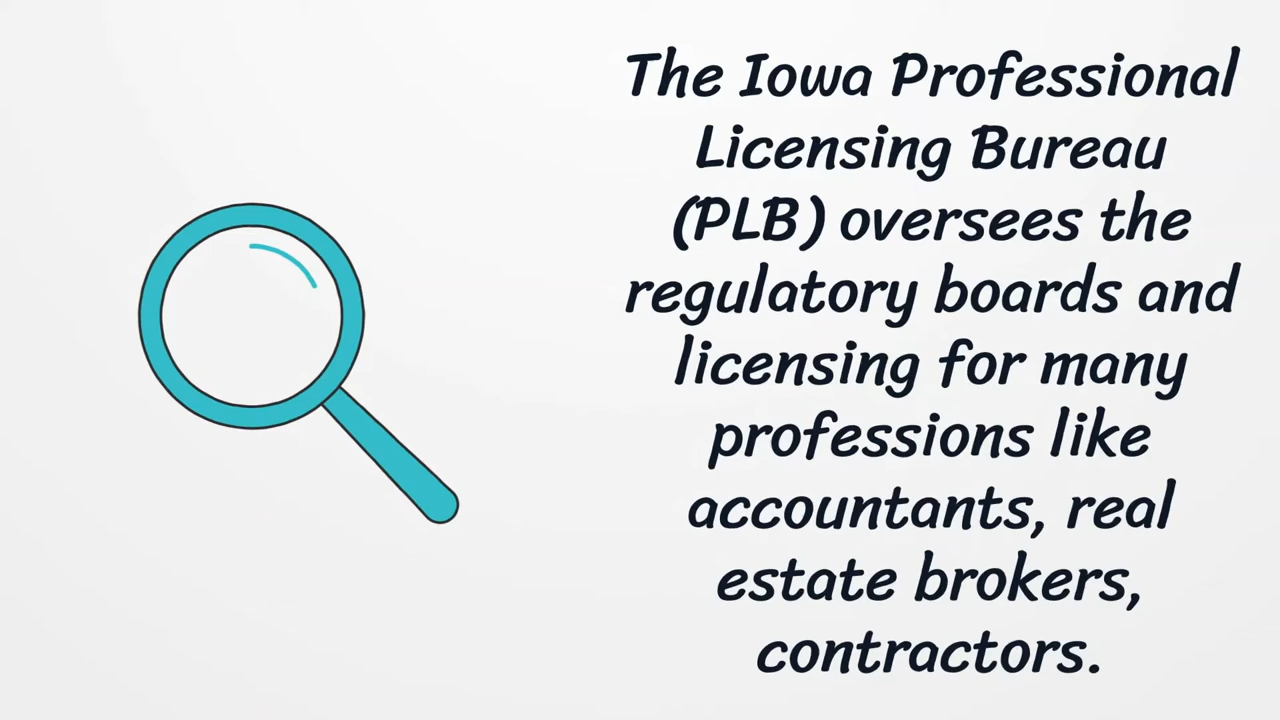 The Iowa Professional
Licensing Bureau
(PLB) oversees the
regulatory boards and
licensing for many
professions like
accountants, real
estate brokers,
contractors.